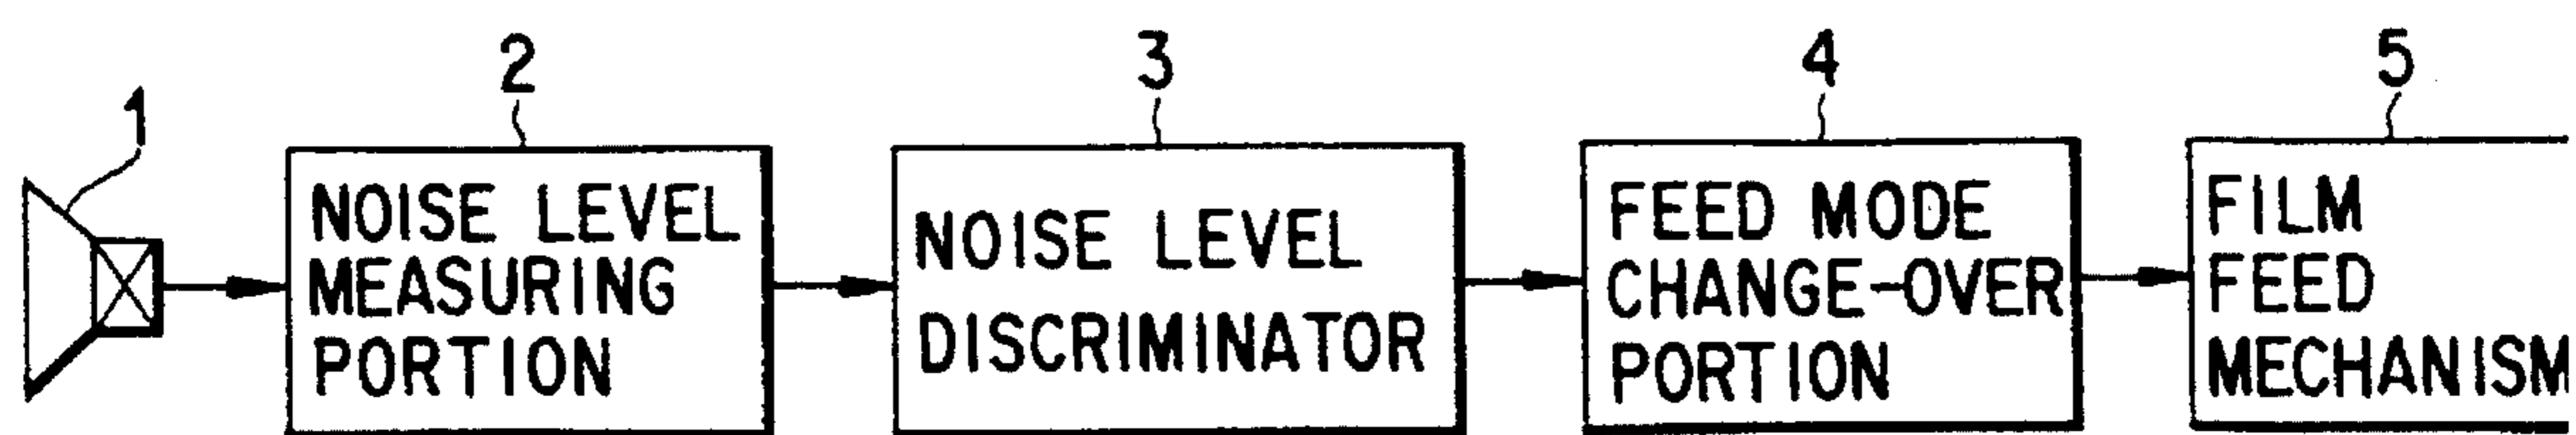 1
2
3
4
5
NOISE LEVEL
MEASURING
PORTION
NOISE LEVEL
DISCRIMINATOR
FEED MODE
CHANGE-OVER
PORTION
FILM
FEED
MECHANISM